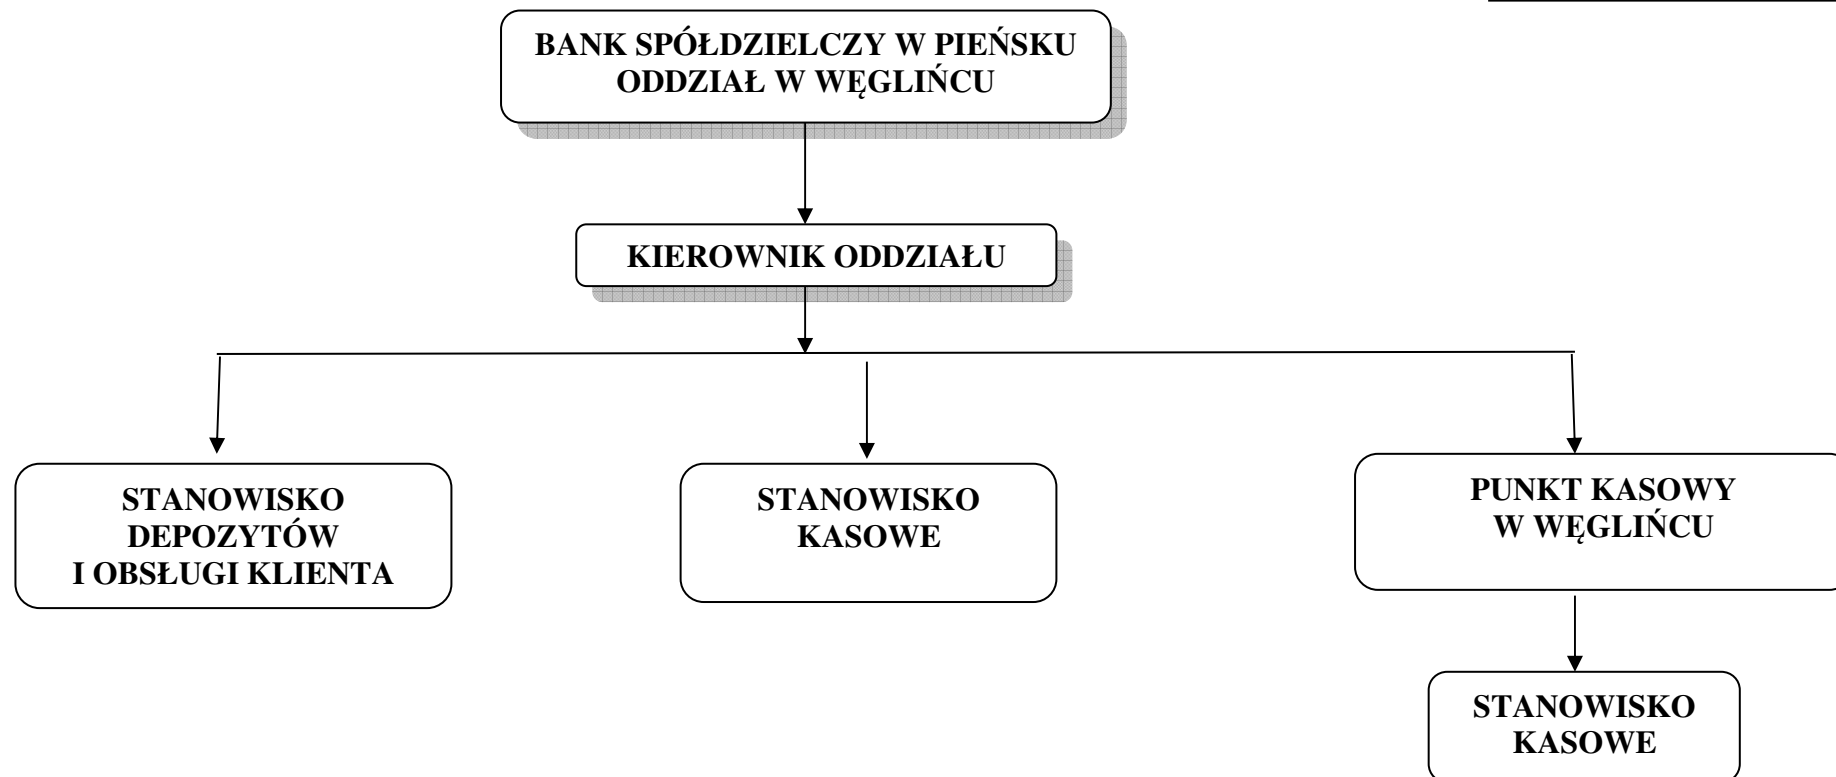 BANK SPÓŁDZIELCZY W PIEŃSKU
ODDZIAŁ W WĘGLIŃCU
KIEROWNIK ODDZIAŁU
STANOWISKO
DEPOZYTÓW
I OBSŁUGI KLIENTA
STANOWISKO
KASOWE
PUNKT KASOWY
W WĘGLIŃCU
STANOWISKO
KASOWE